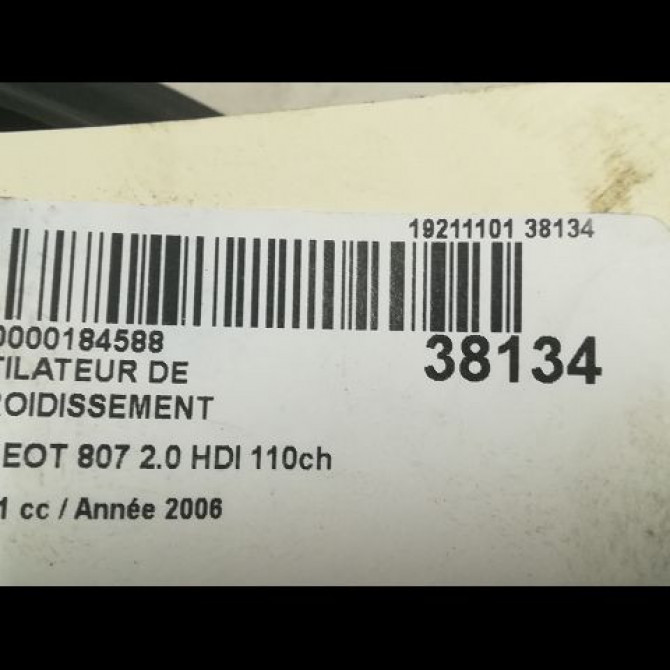 19211101 38134
0000184588
38134
TILATEUR DE
ROIDISSEMENT
EOT 807 2.0 HDI 110ch
1 cc / Année 2006